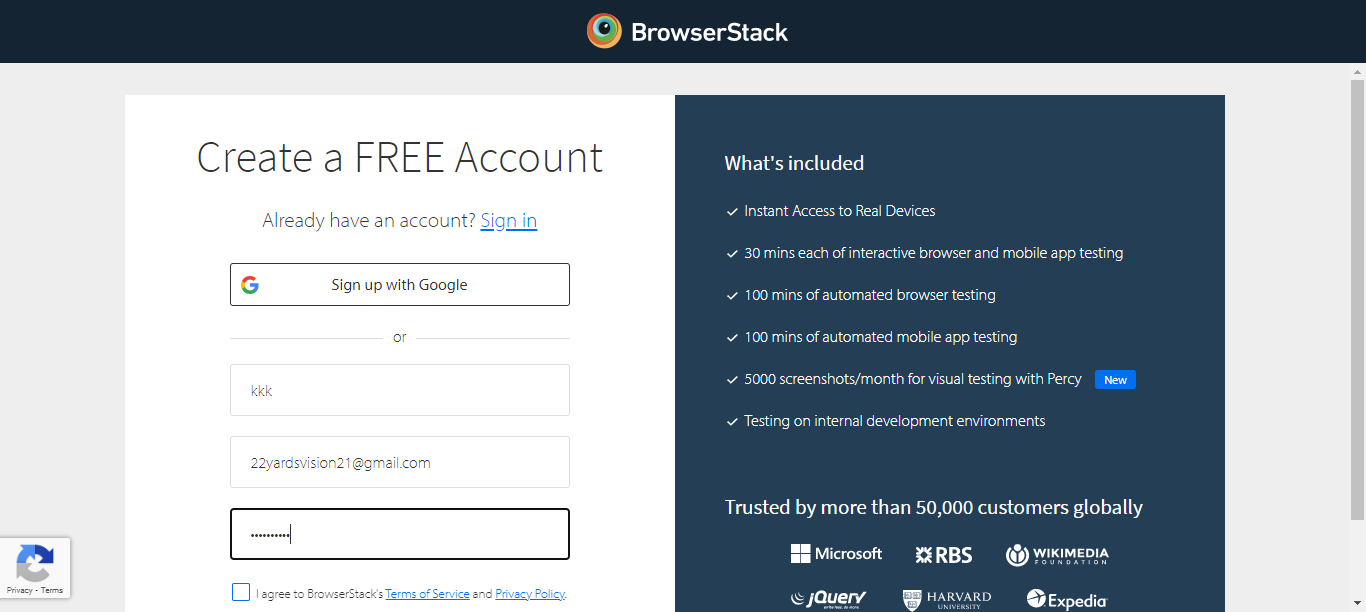 BrowserStack
Create a FREE Account
Already have an account? Sign in
Sign up with Google
or
kkk
22yardsvision21@gmail.com
••••••••••
I agree to BrowserStack's Terms of Service and Privacy Policy.
What's included
Instant Access to Real Devices
30 mins each of interactive browser and mobile app testing
100 mins of automated browser testing
100 mins of automated mobile app testing
5000 screenshots/month for visual testing with Percy New
Testing on internal development environments
Trusted by more than 50,000 customers globally
Microsoft
RBS
WIKIMEDIA
FOUNDATION
jQuery
write less, do more.
HARVARD
UNIVERSITY
Expedia
Privacy - Terms